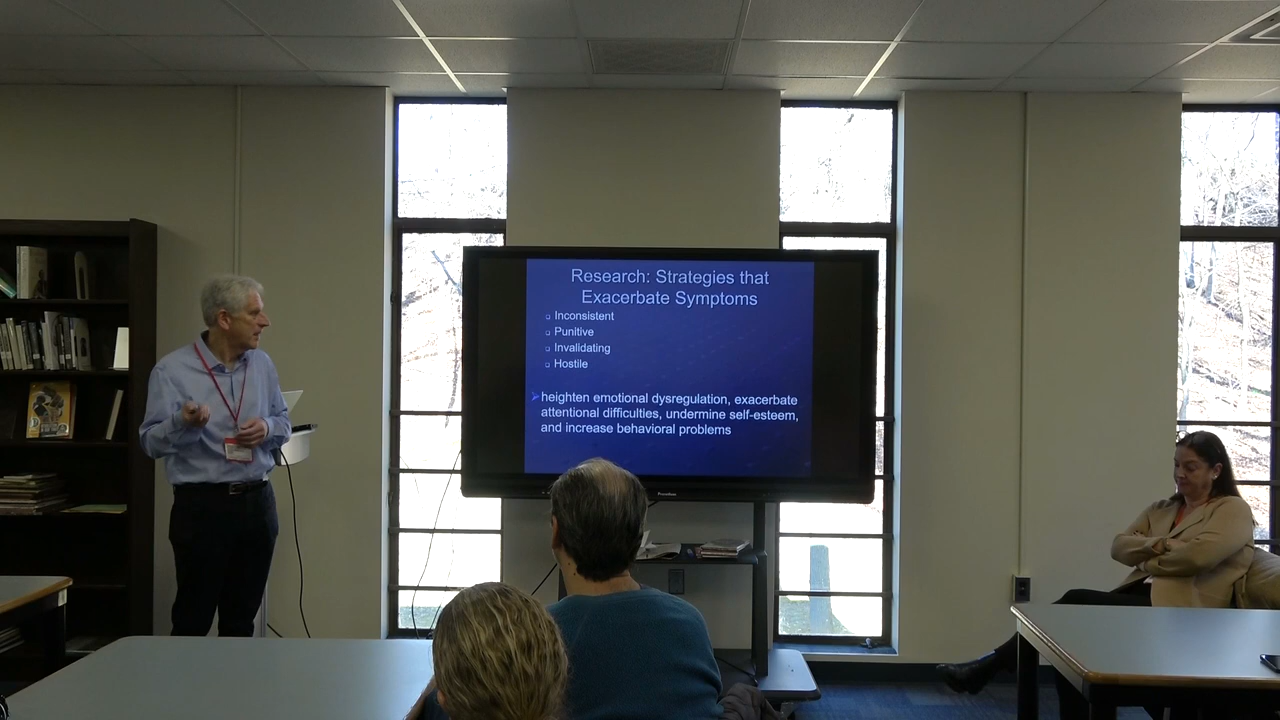 Research: Strategies that
Exacerbate Symptoms
Inconsistent
Punitive
Invalidating
Hostile
heighten emotional dysregulation, exacerbate
attentional difficulties, undermine self-esteem,
and increase behavioral problems
Promethean